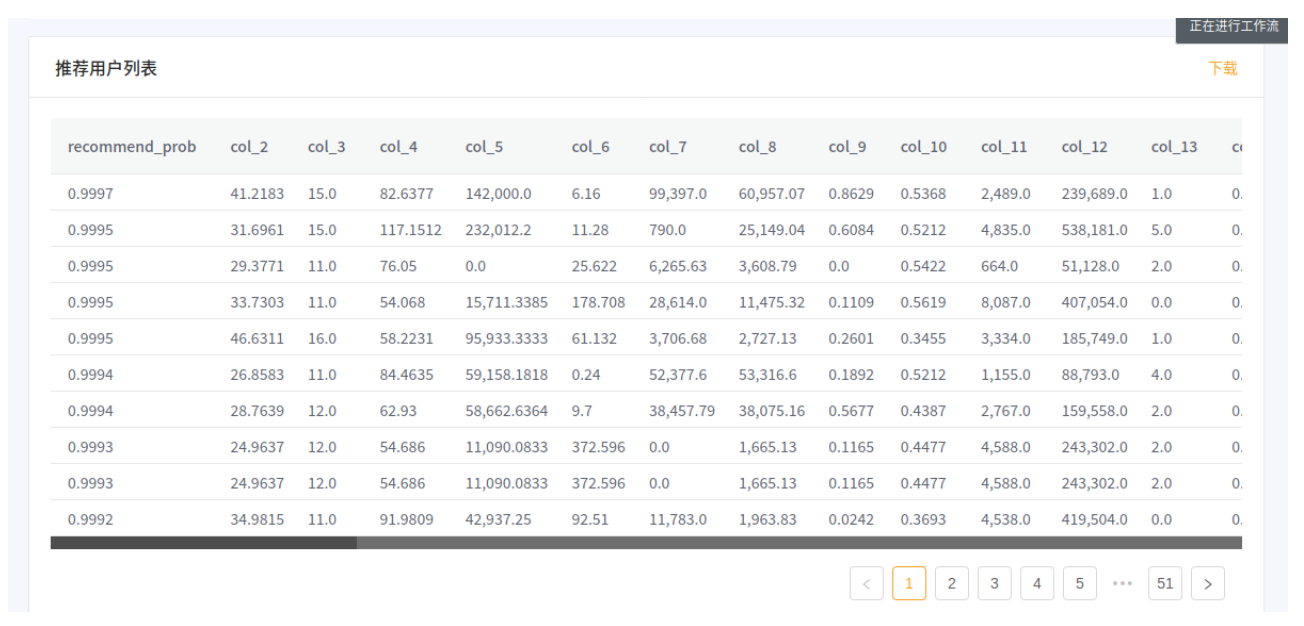 正在进行工作流
推荐用户列表 下载
recommend_prob col_2 col_3 col_4 col_5 col_6 col_7 col_8 col_9 col_10 col_11 col_12 col_13
0.9997 41.2183 15.0 82.6377 142,000.0 6.16 99,397.0 60,957.07 0.8629 0.5368 2,489.0 239,689.0 1.0 0.
0.9995 31.6961 15.0 117.1512 232,012.2 11.28 790.0 25,149.04 0.6084 0.5212 4,835.0 538,181.0 5.0 0.
0.9995 29.3771 11.0 76.05 0.0 25.622 6,265.63 3,608.79 0.0 0.5422 664.0 51,128.0 2.0 0.
0.9995 33.7303 11.0 54.068 15,711.3385 178.708 28,614.0 11,475.32 0.1109 0.5619 8,087.0 407,054.0 0.0 0.
0.9995 46.6311 16.0 58.2231 95,933.3333 61.132 3,706.68 2,727.13 0.2601 0.3455 3,334.0 185,749.0 1.0 0.
0.9994 26.8583 11.0 84.4635 59,158.1818 0.24 52,377.6 53,316.6 0.1892 0.5212 1,155.0 88,793.0 4.0 0.
0.9994 28.7639 12.0 62.93 58,662.6364 9.7 38,457.79 38,075.16 0.5677 0.4387 2,767.0 159,558.0 2.0 0.
0.9993 24.9637 12.0 54.686 11,090.0833 372.596 0.0 1,665.13 0.1165 0.4477 4,588.0 243,302.0 2.0 0.
0.9993 24.9637 12.0 54.686 11,090.0833 372.596 0.0 1,665.13 0.1165 0.4477 4,588.0 243,302.0 2.0 0.
0.9992 34.9815 11.0 91.9809 42,937.25 92.51 11,783.0 1,963.83 0.0242 0.3693 4,538.0 419,504.0 0.0 0.
< 1 2 3 4 5 ••• 51 >